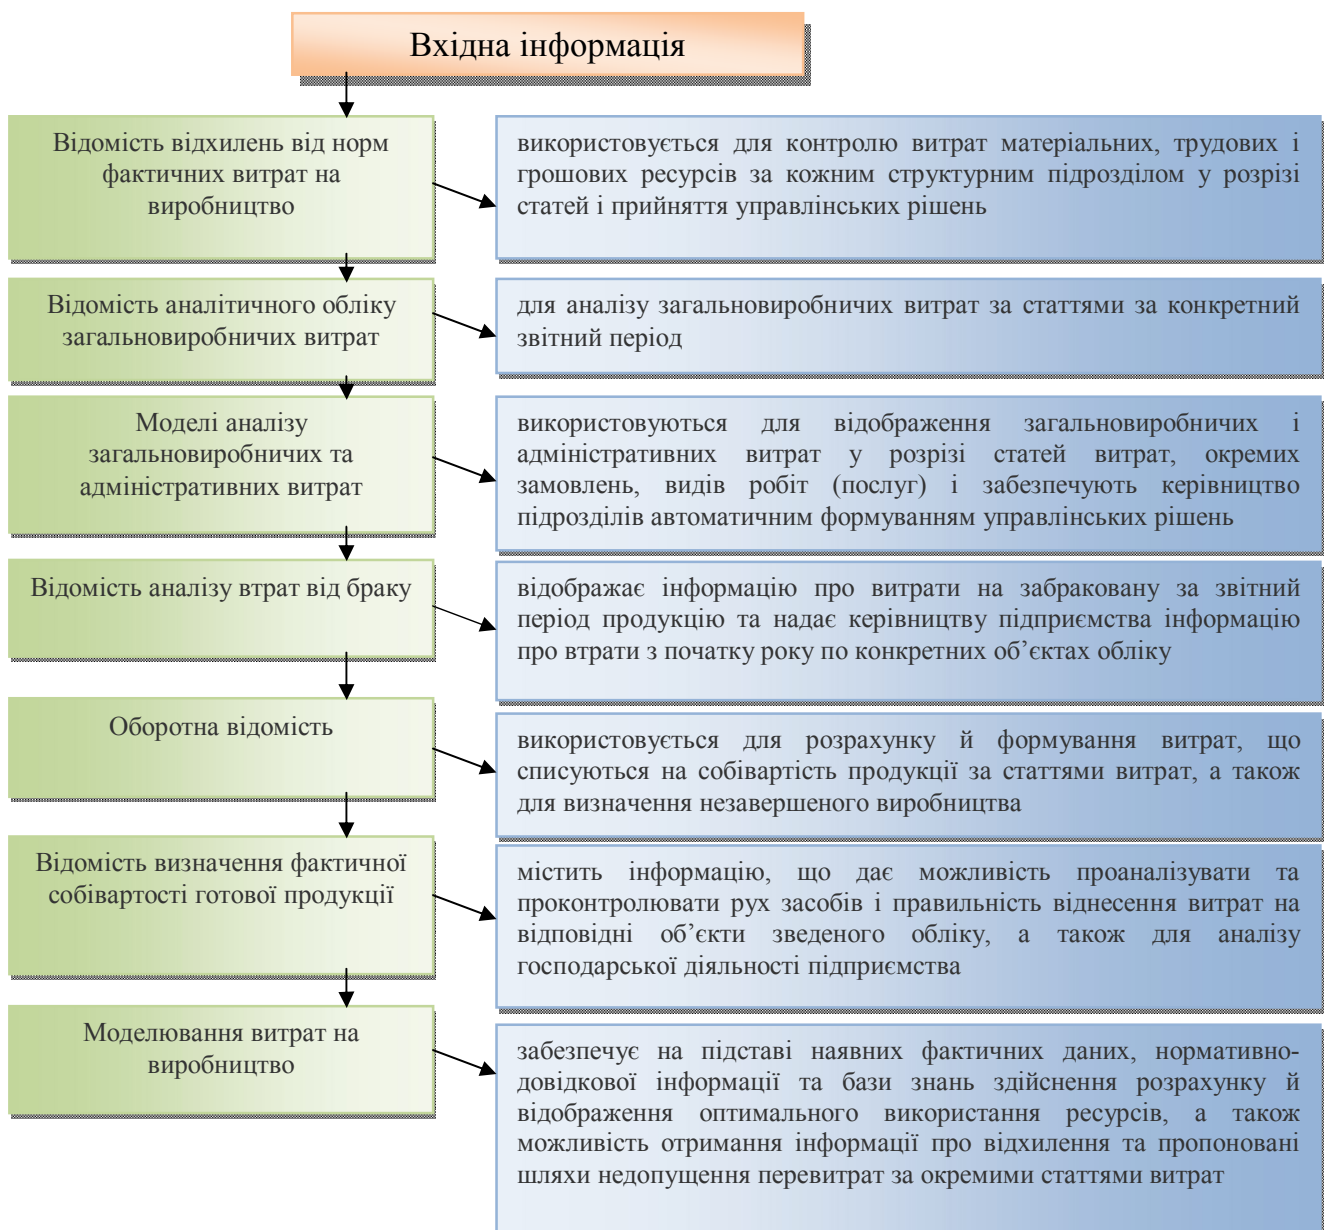 Вхідна інформація
Відомість відхилень від норм
фактичних витрат на
виробництво
використовується для контролю витрат матеріальних, трудових і
грошових ресурсів за кожним структурним підрозділом у розрізі
статей і прийняття управлінських рішень
Відомість аналітичного обліку
загальновиробничих витрат
для аналізу загальновиробничих витрат за статтями за конкретний
звітний період
Моделі аналізу
загальновиробничих та
адміністративних витрат
використовуються для відображення загальновиробничих і
адміністративних витрат у розрізі статей витрат, окремих
замовлень, видів робіт (послуг) і забезпечують керівництво
підрозділів автоматичним формуванням управлінських рішень
Відомість аналізу втрат від браку
відображає інформацію про витрати на забраковану за звітний
період продукцію та надає керівництву підприємства інформацію
про втрати з початку року по конкретних об’єктах обліку
Оборотна відомість
використовується для розрахунку й формування витрат, що
списуються на собівартість продукції за статтями витрат, а також
для визначення незавершеного виробництва
Відомість визначення фактичної
собівартості готової продукції
містить інформацію, що дає можливість проаналізувати та
проконтролювати рух засобів і правильність віднесення витрат на
відповідні об’єкти зведеного обліку, а також для аналізу
господарської діяльності підприємства
Моделювання витрат на
виробництво
забезпечує на підставі наявних фактичних даних, нормативно-
довідкової інформації та бази знань здійснення розрахунку й
відображення оптимального використання ресурсів, а також
можливість отримання інформації про відхилення та пропоновані
шляхи недопущення перевитрат за окремими статтями витрат